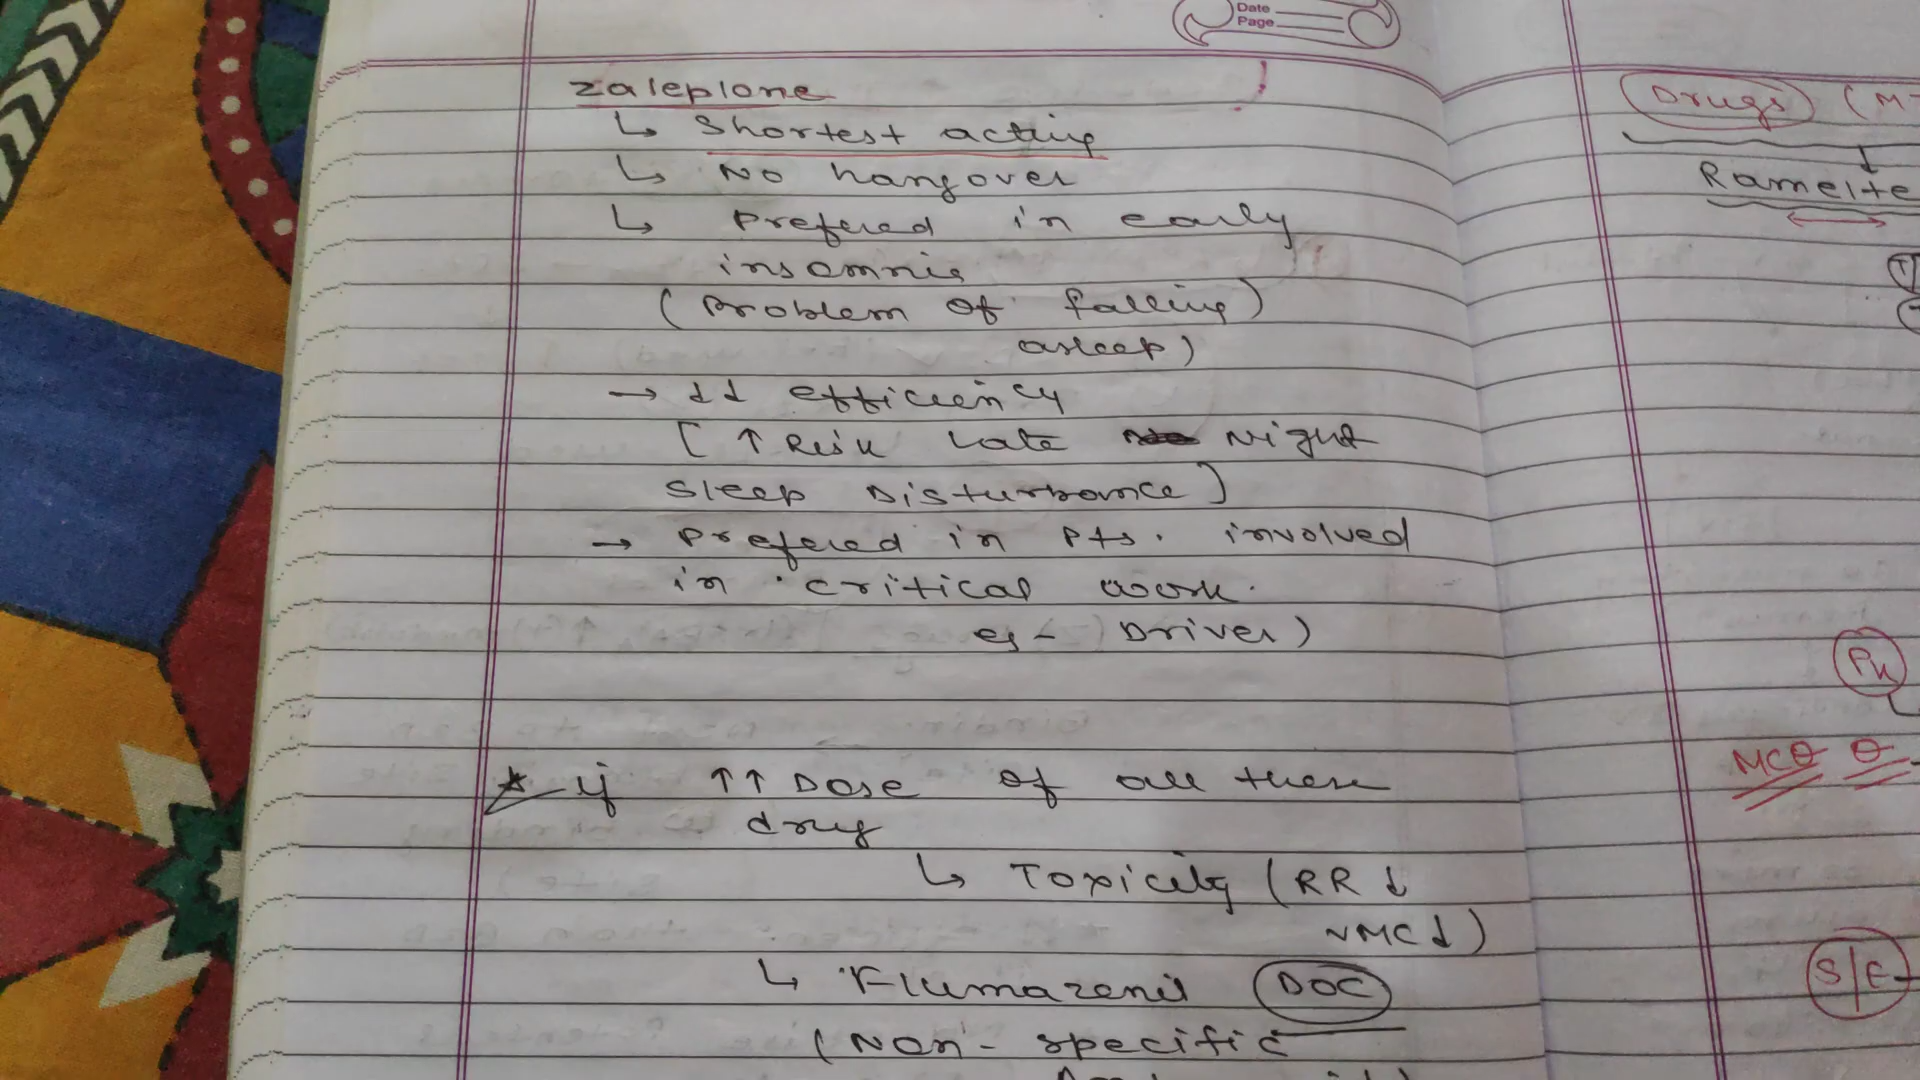 Date
Page
zaleplone
↳ Shortest acting
↳ No hangover
↳ Prefered in early
insomnia
(Problem of falling)
asleep)
→ ↓↓ efficiency
[ ↑ Risk Late Night
Sleep Disturbance]
→ Prefered in Pts. involved
in critical work.
eg - Driver)
* if ↑↑ Dose of all these
drug
↳ Toxicity (RR ↓
VMC↓)
↳ Flumazenil DOC
(Non-specific
Drugs (M
Ramelte
Pk
MCQ
S/E